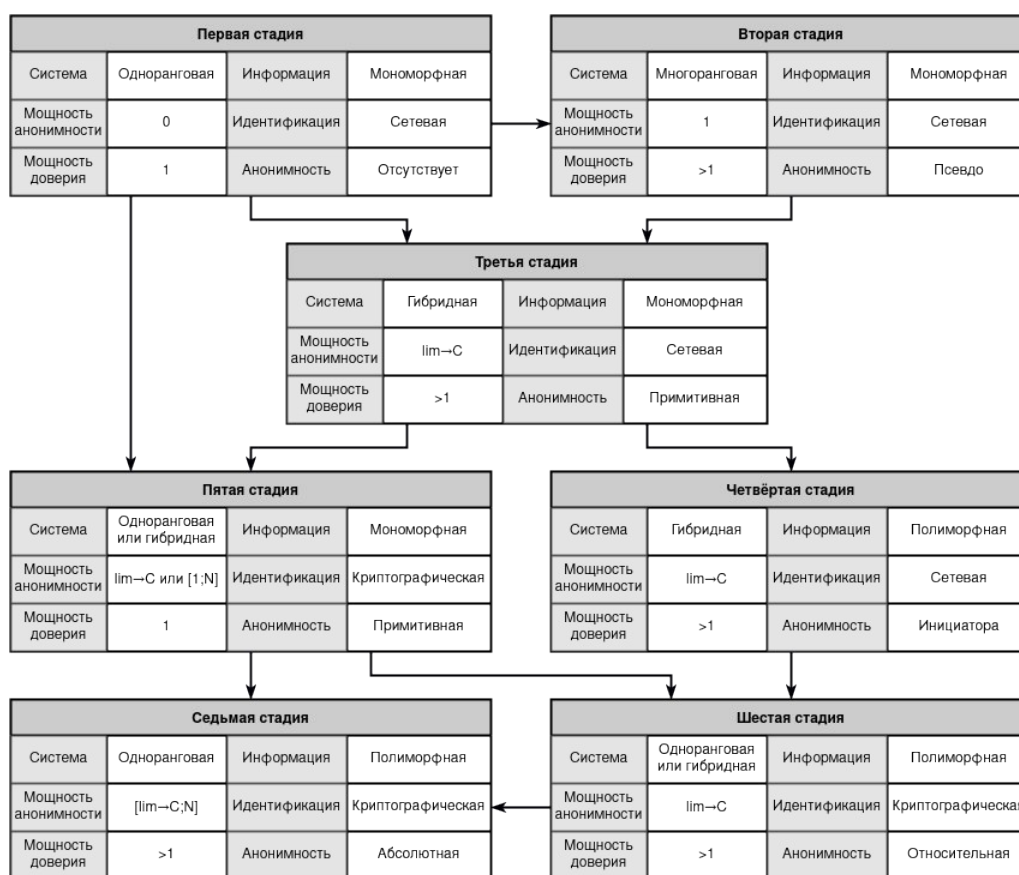 Первая стадия
Система Одноранговая Информация Мономорфная
Мощность анонимности 0 Идентификация Сетевая
Мощность доверия 1 Анонимность Отсутствует
Вторая стадия
Система Многоранговая Информация Мономорфная
Мощность анонимности 1 Идентификация Сетевая
Мощность доверия >1 Анонимность Псевдо
Третья стадия
Система Гибридная Информация Мономорфная
Мощность анонимности lim→C Идентификация Сетевая
Мощность доверия >1 Анонимность Примитивная
Пятая стадия
Система Одноранговая или гибридная Информация Мономорфная
Мощность анонимности lim→C или [1;N] Идентификация Криптографическая
Мощность доверия 1 Анонимность Примитивная
Четвёртая стадия
Система Гибридная Информация Полиморфная
Мощность анонимности lim→C Идентификация Сетевая
Мощность доверия >1 Анонимность Инициатора
Седьмая стадия
Система Одноранговая Информация Полиморфная
Мощность анонимности [lim→C;N] Идентификация Криптографическая
Мощность доверия >1 Анонимность Абсолютная
Шестая стадия
Система Одноранговая или гибридная Информация Полиморфная
Мощность анонимности lim→C Идентификация Криптографическая
Мощность доверия >1 Анонимность Относительная